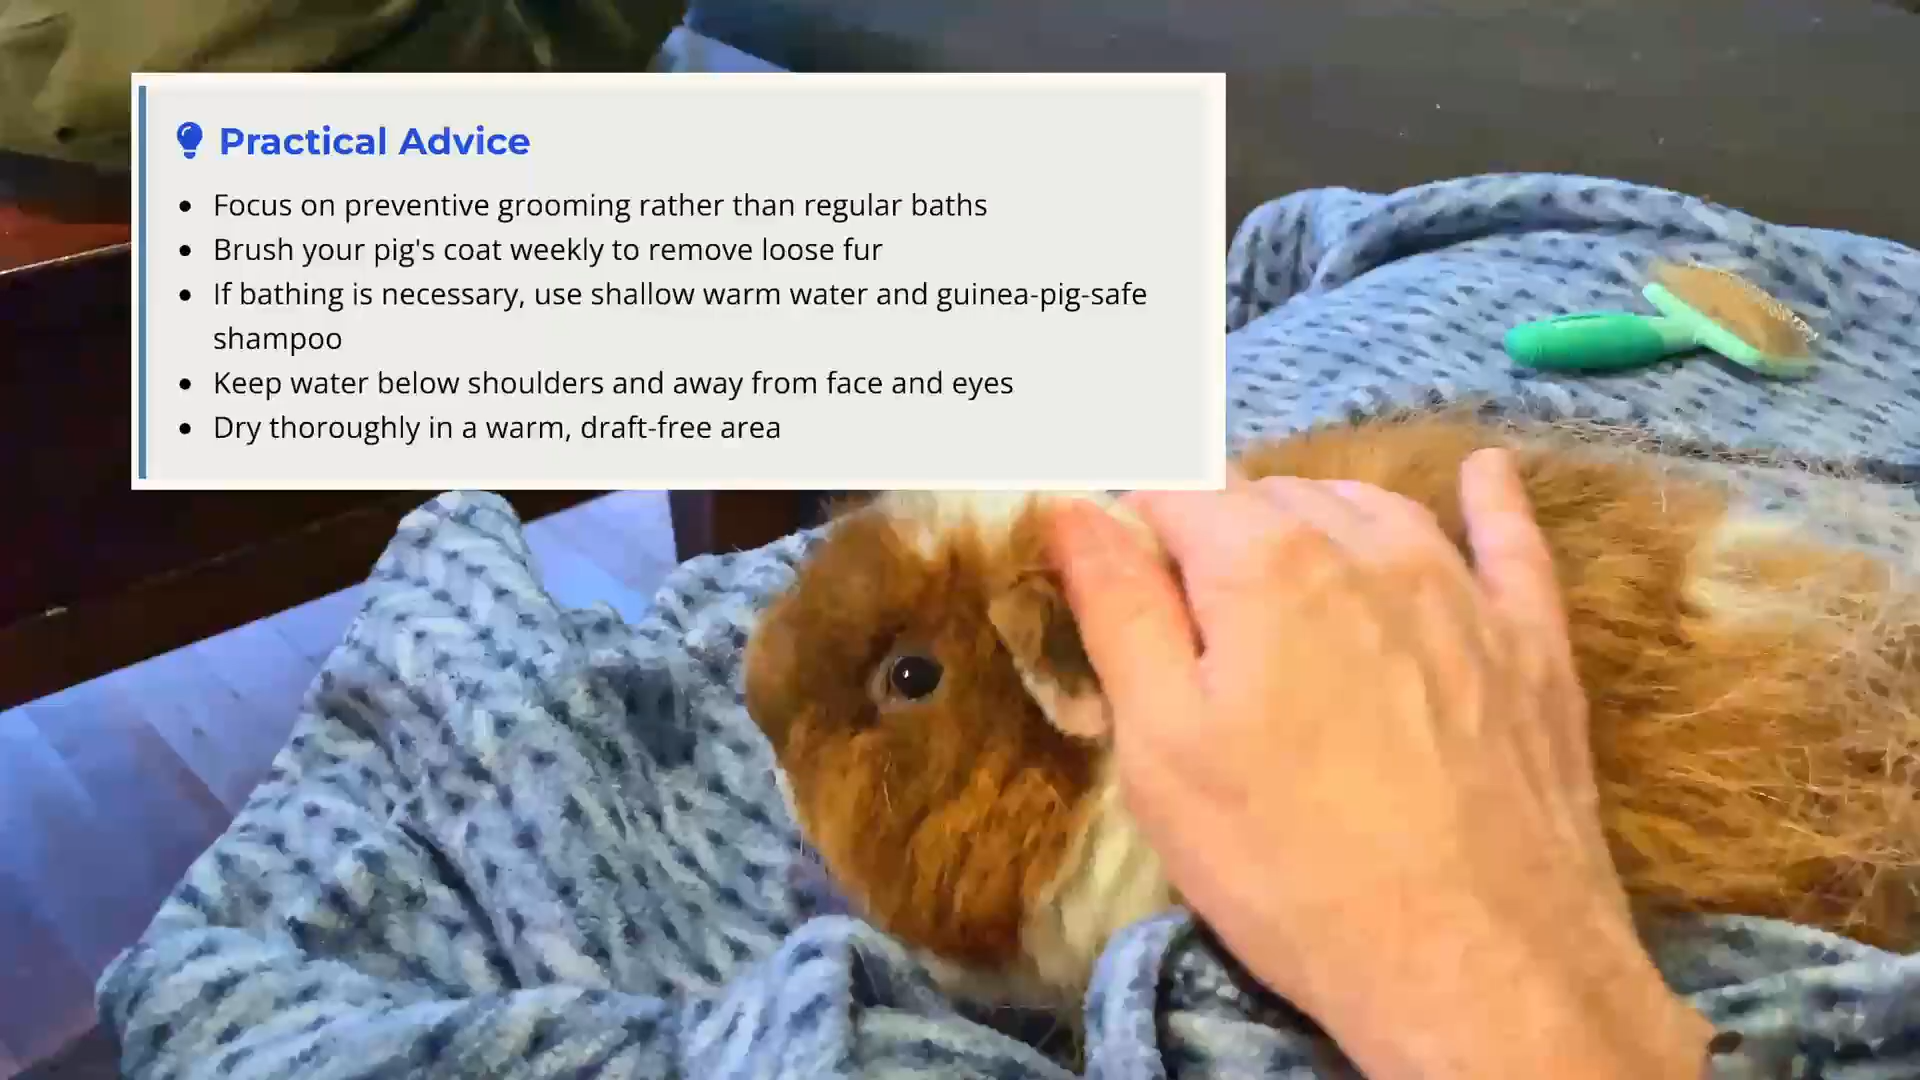 Practical Advice
Focus on preventive grooming rather than regular baths
Brush your pig's coat weekly to remove loose fur
If bathing is necessary, use shallow warm water and guinea-pig-safe
shampoo
Keep water below shoulders and away from face and eyes
Dry thoroughly in a warm, draft-free area